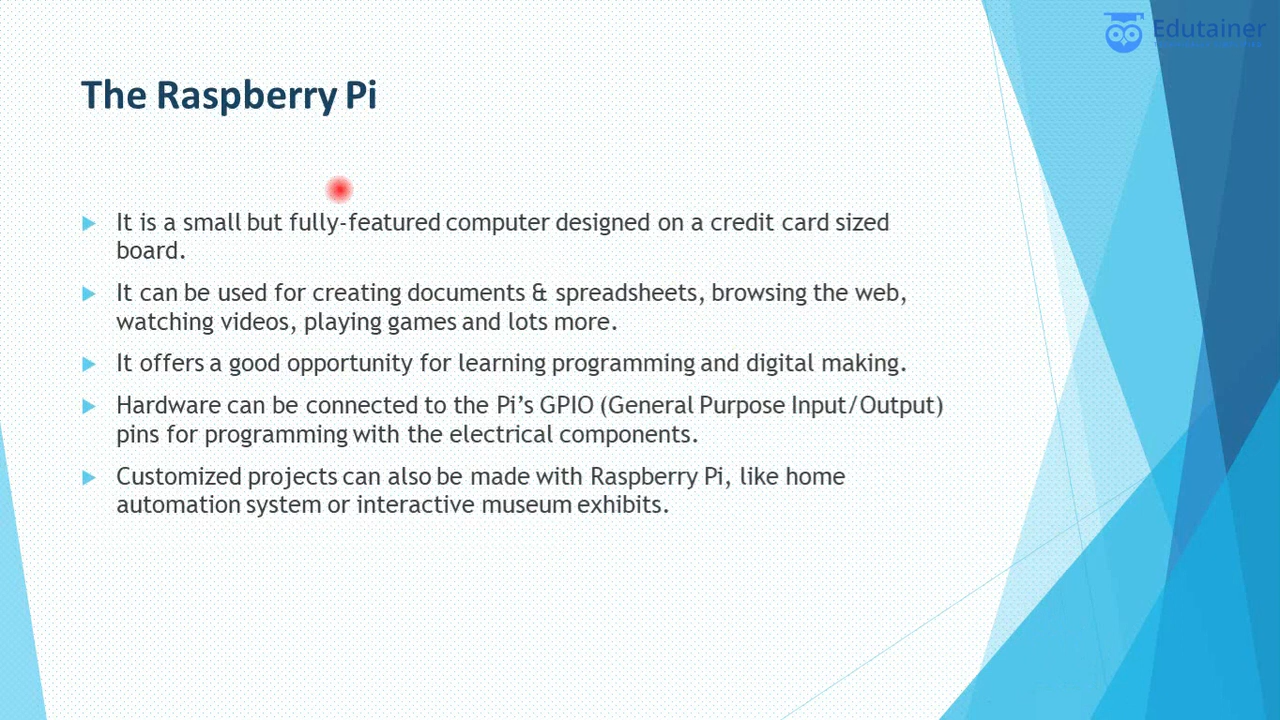 Edutainer
The Raspberry Pi
It is a small but fully-featured computer designed on a credit card sized
board.
It can be used for creating documents & spreadsheets, browsing the web,
watching videos, playing games and lots more.
It offers a good opportunity for learning programming and digital making.
Hardware can be connected to the Pi’s GPIO (General Purpose Input/Output)
pins for programming with the electrical components.
Customized projects can also be made with Raspberry Pi, like home
automation system or interactive museum exhibits.